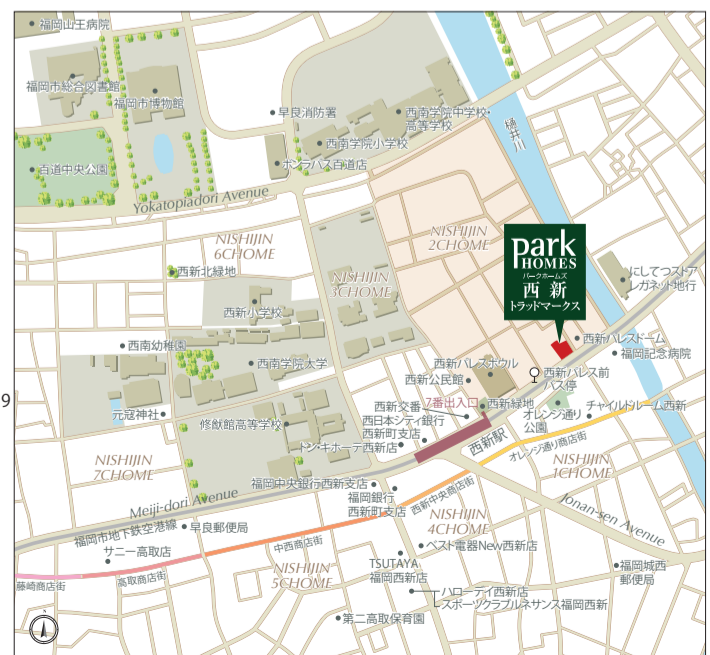 福岡山王病院
福岡市総合図書館
福岡市博物館
早良消防署
西南学院中学校・
高等学校
樋井川
西南学院小学校
ボンラパス百道店
百道中央公園
Yokatopiadori Avenue
NISHIJIN
6CHOME
NISHIJIN
2CHOME
NISHIJIN
3CHOME
park
HOMES
パークホームズ
西新
トラッドマークス
にしてつストア
レガネット地行
西新北緑地
西新小学校
西新パレスドーム
福岡記念病院
西南幼稚園
西南学院大学
西新パレスボウル
西新公民館
西新パレス前
バス停
9
元寇神社
修猷館高等学校
西新交番
7番出入口
西新緑地
西日本シティ銀行
西新町支店
オレンジ通り
公園
チャイルドルーム西新
ドン・キホーテ西新店
西新駅
オレンジ通り商店街
NISHIJIN
7CHOME
NISHIJIN
1CHOME
福岡中央銀行西新支店
福岡銀行
西新町支店
Meiji-dori Avenue
西新中央商店街
NISHIJIN
4CHOME
Jonan-sen Avenue
福岡市地下鉄空港線
早良郵便局
中西商店街
ベスト電器New西新店
サニー高取店
TSUTAYA
福岡西新店
福岡城西
郵便局
藤崎商店街
高取商店街
NISHIJIN
5CHOME
ハローデイ西新店
スポーツクラブルネサンス福岡西新
第二高取保育園
N